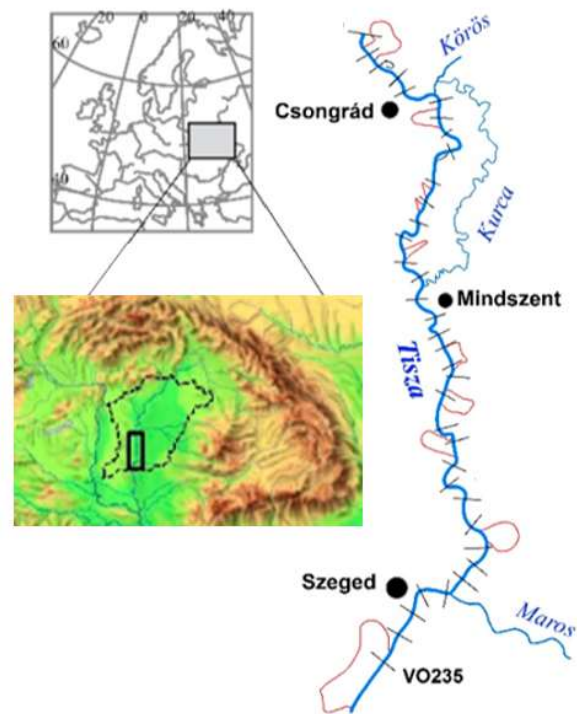 20
0
20
40
60
40
Körös
Csongrád
Kurca
Mindszent
Tisza
Szeged
Maros
VO235